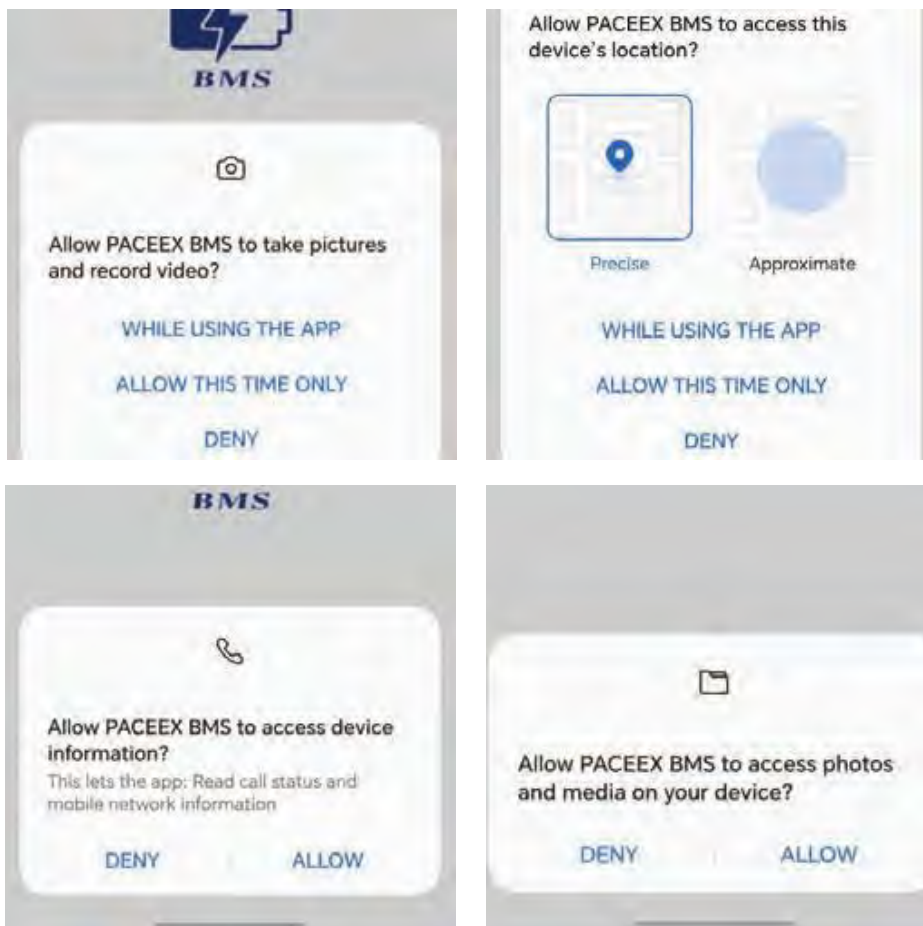 BMS
Allow PACEEX BMS to take pictures
and record video?
WHILE USING THE APP
ALLOW THIS TIME ONLY
DENY
Allow PACEEX BMS to access this
device's location?
Precise
Approximate
WHILE USING THE APP
ALLOW THIS TIME ONLY
DENY
BMS
Allow PACEEX BMS to access device
information?
This lets the app: Read call status and
mobile network information
DENY
ALLOW
Allow PACEEX BMS to access photos
and media on your device?
DENY
ALLOW